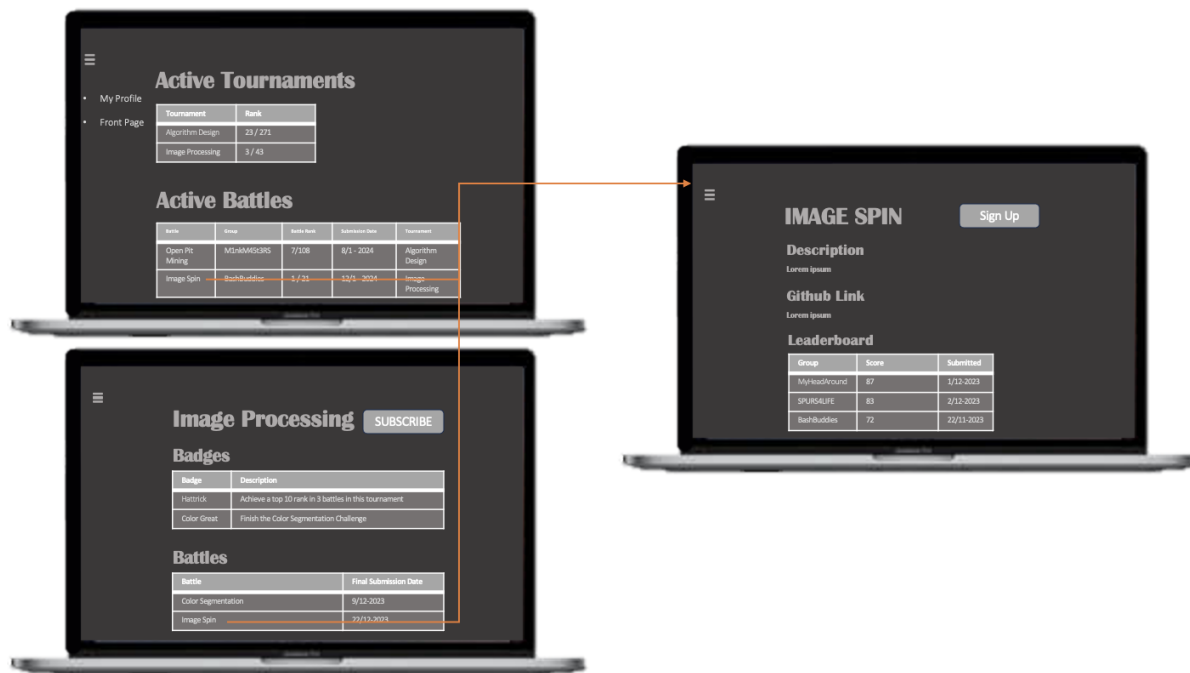 Active Tournaments
• My Profile
• Front Page
Tournament Rank
Algorithm Design 23 / 271
Image Processing 3 / 43
Active Battles
Battle Group Battle Rank Submission Date Tournament
Open Pit M1nkM45t3RS 7/108 8/1 - 2024 Algorithm
Mining Design
Image Spin BashBuddies 1 / 21 12/1 - 2024 Image
Processing
Image Processing SUBSCRIBE
Badges
Badge Description
Hattrick Achieve a top 10 rank in 3 battles in this tournament
Color Great Finish the Color Segmentation Challenge
Battles
Battle Final Submission Date
Color Segmentation 9/12-2023
Image Spin 22/12-2023
IMAGE SPIN Sign Up
Description
Lorem ipsum
Github Link
Lorem ipsum
Leaderboard
Group Score Submitted
MyHeadAround 87 1/12-2023
SPURS4LIFE 83 2/12-2023
BashBuddies 72 22/11-2023